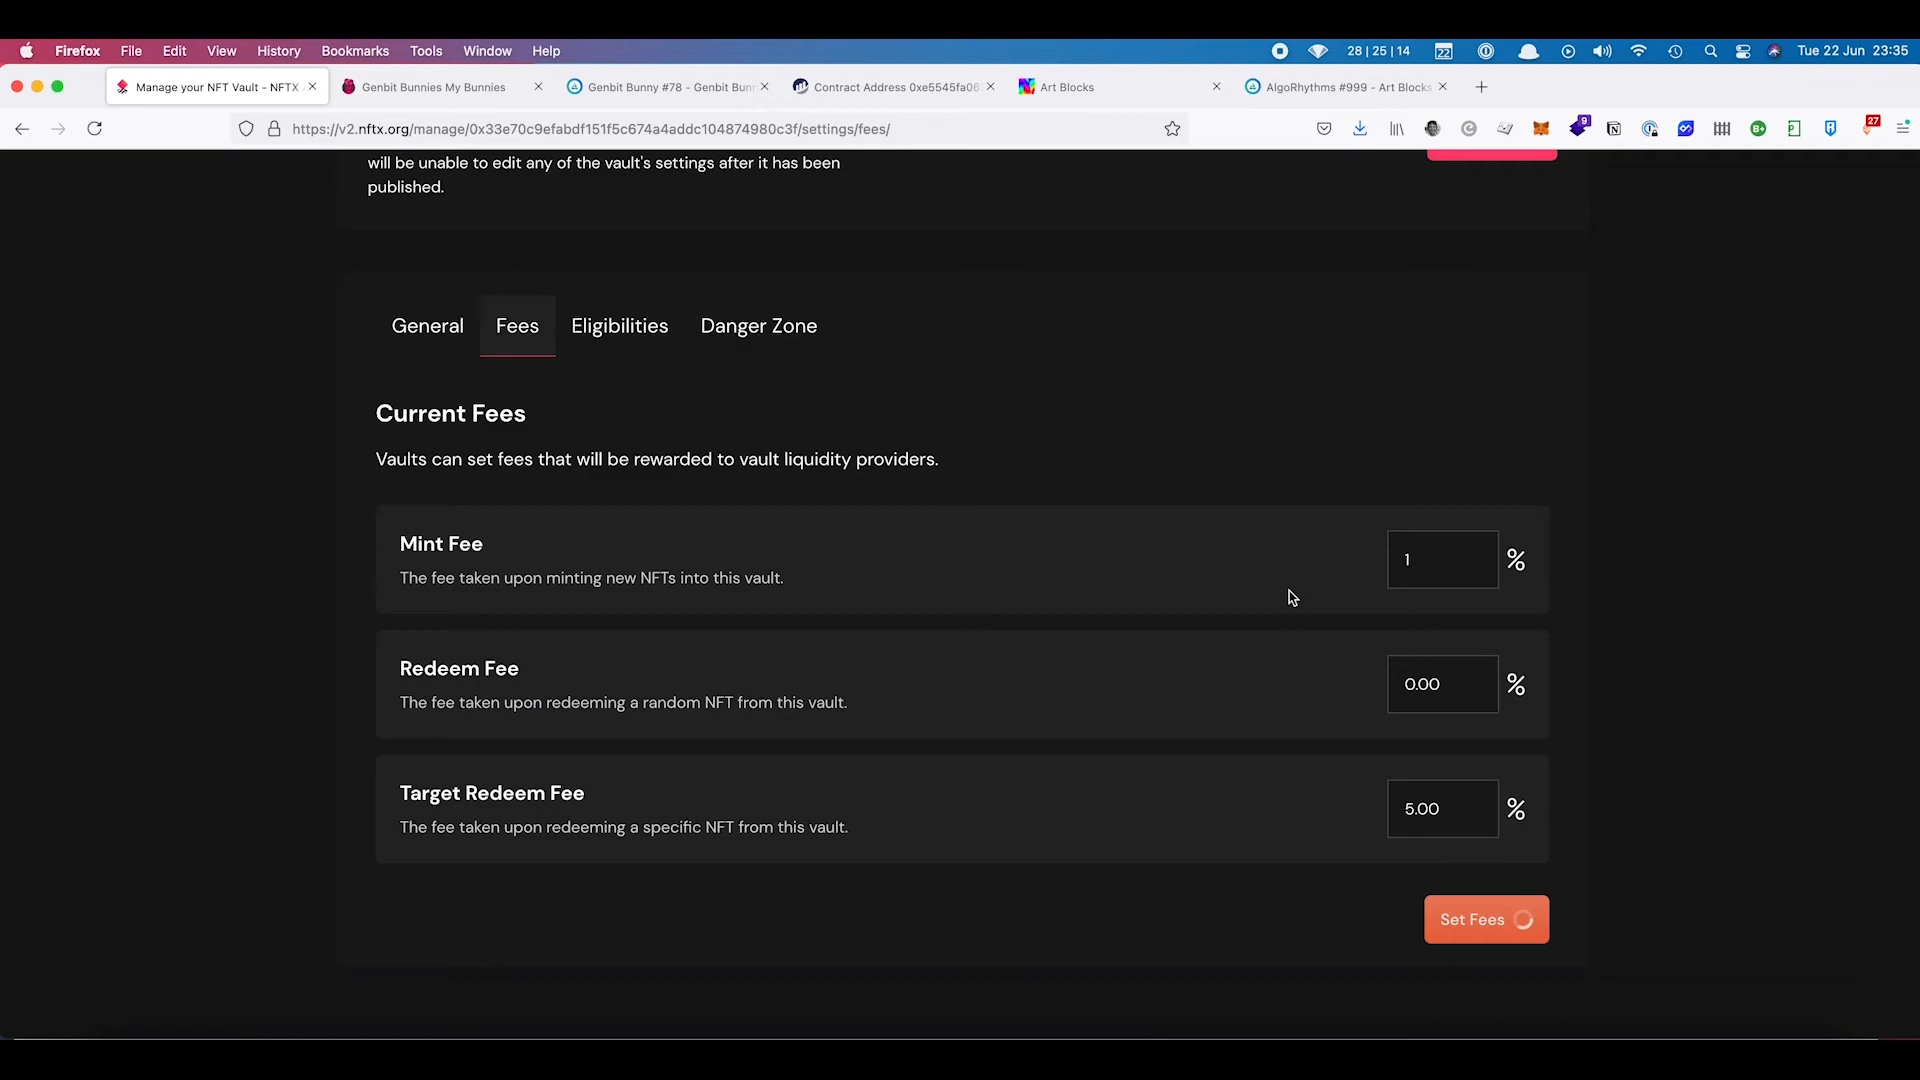 Firefox File Edit View History Bookmarks Tools Window Help 28 | 25 | 14 22 Tue 22 Jun 23:35
Manage your NFT Vault - NFTX Genbit Bunnies My Bunnies Genbit Bunny #78 - Genbit Bun Contract Address 0xe5545fa06 Art Blocks AlgoRhythms #999 - Art Blocks
https://v2.nftx.org/manage/0x33e70c9efabdf151f5c674a4addc104874980c3f/settings/fees/ 9 27
will be unable to edit any of the vault's settings after it has been
published.
General Fees Eligibilities Danger Zone
Current Fees
Vaults can set fees that will be rewarded to vault liquidity providers.
Mint Fee
The fee taken upon minting new NFTs into this vault.
1 %
Redeem Fee
The fee taken upon redeeming a random NFT from this vault.
0.00 %
Target Redeem Fee
The fee taken upon redeeming a specific NFT from this vault.
5.00 %
Set Fees